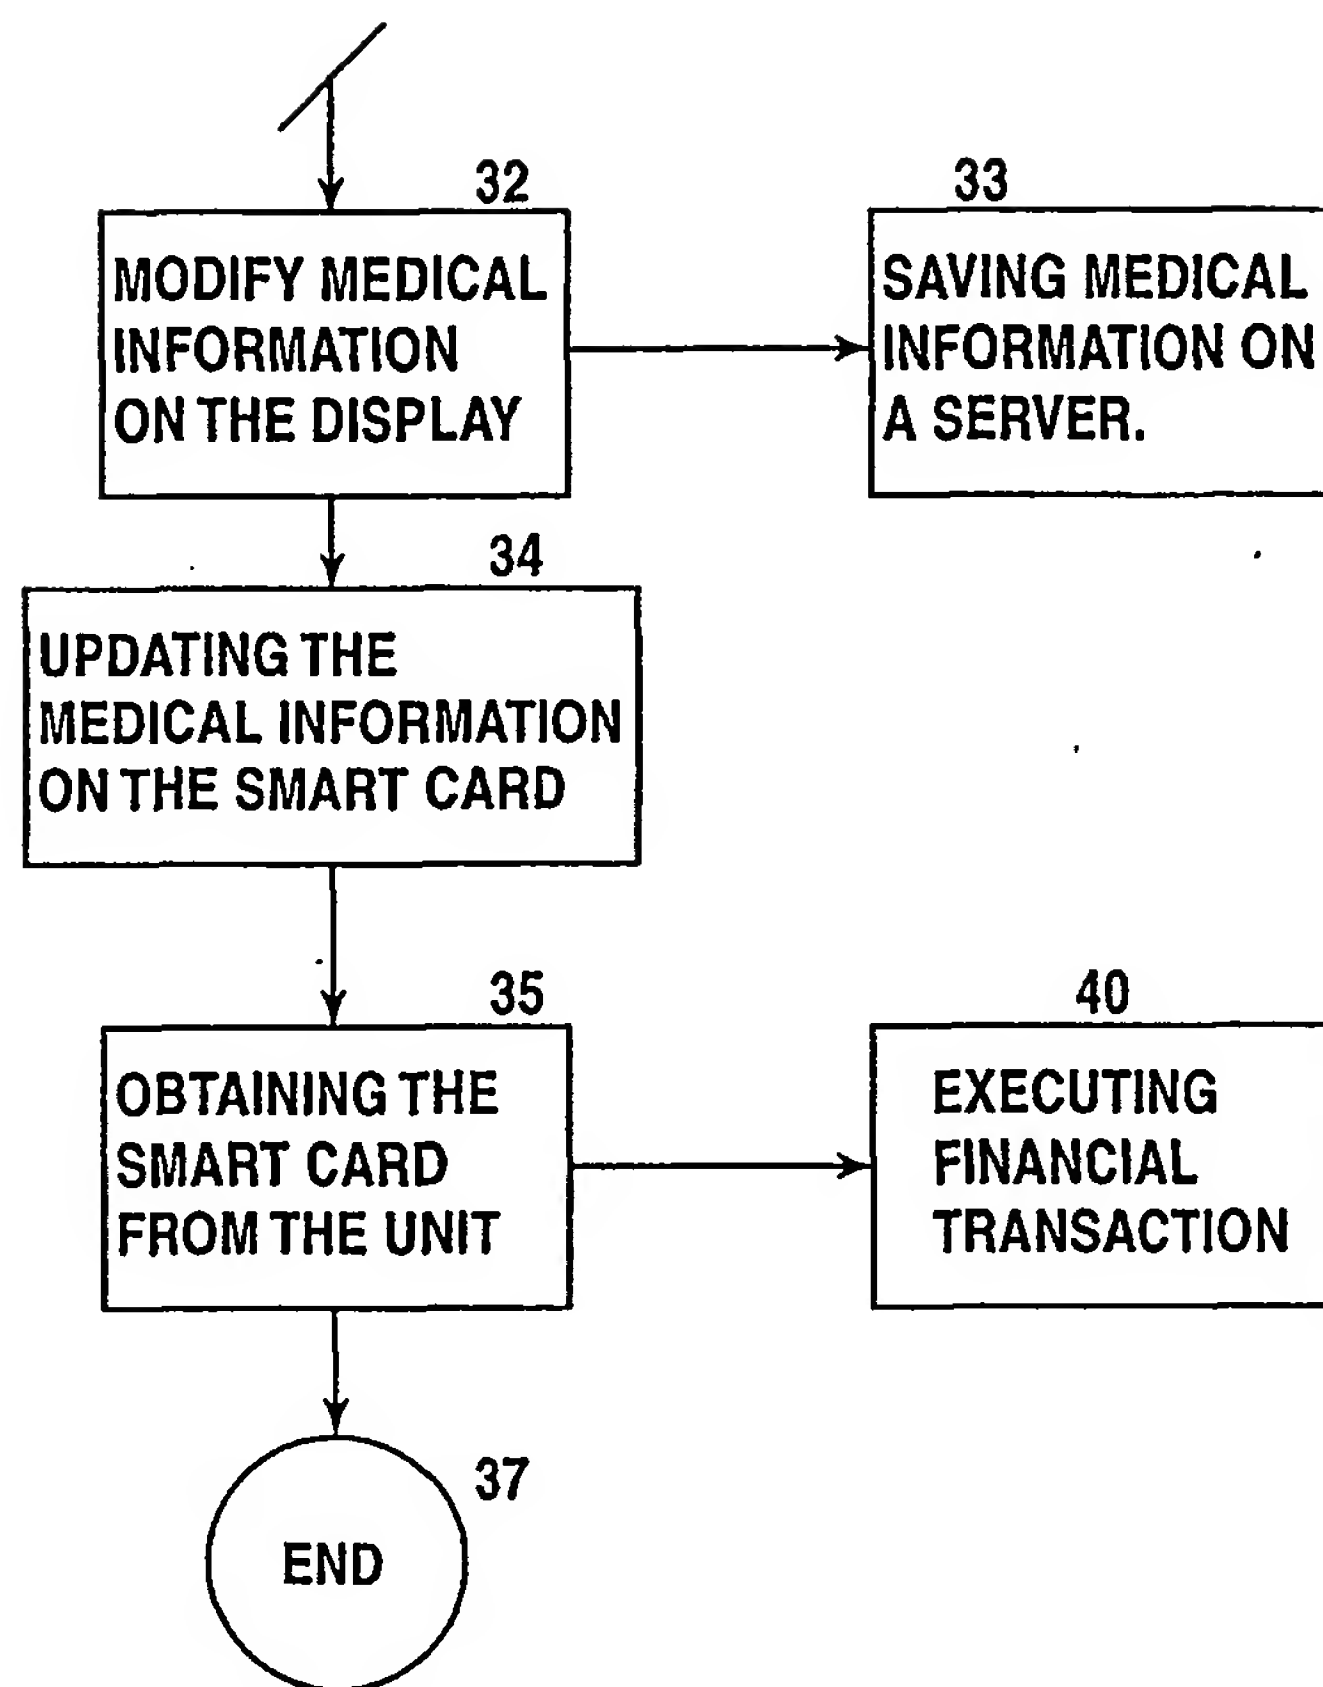 32
MODIFY MEDICAL
INFORMATION
ON THE DISPLAY
33
SAVING MEDICAL
INFORMATION ON
A SERVER.
34
UPDATING THE
MEDICAL INFORMATION
ON THE SMART CARD
35
OBTAINING THE
SMART CARD
FROM THE UNIT
40
EXECUTING
FINANCIAL
TRANSACTION
37
END